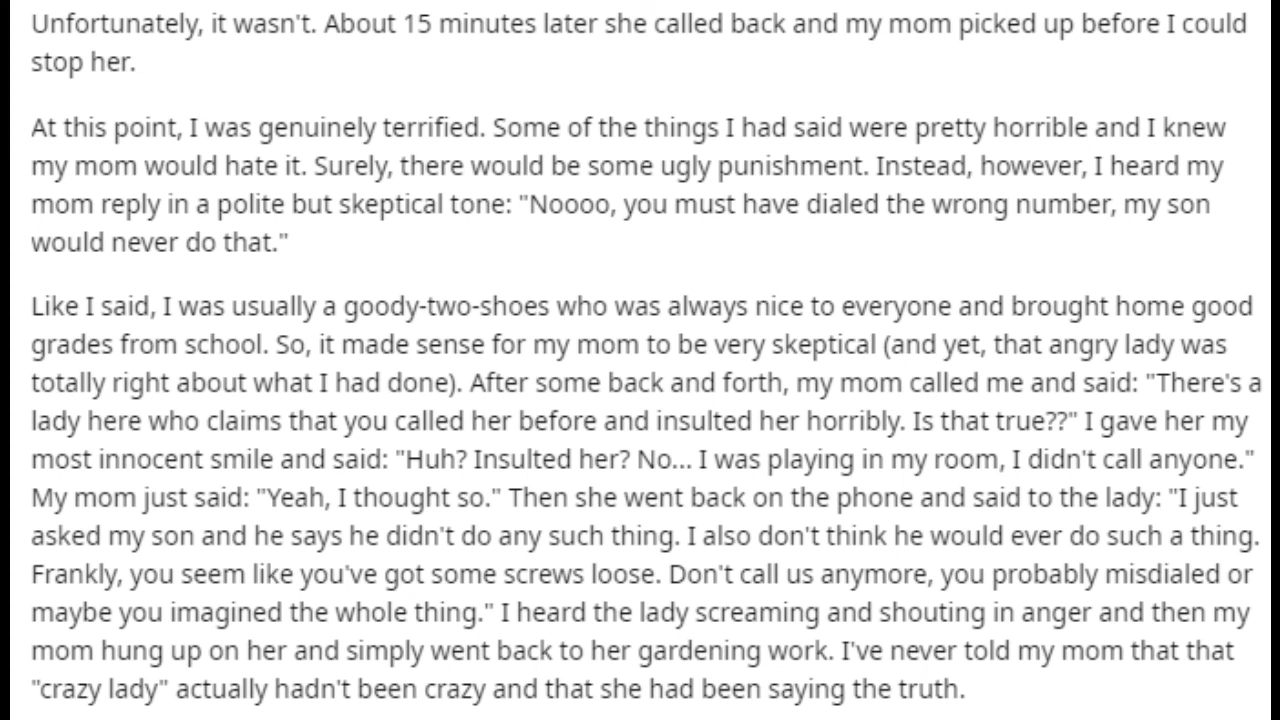 Unfortunately, it wasn't. About 15 minutes later she called back and my mom picked up before I could
stop her.
At this point, I was genuinely terrified. Some of the things I had said were pretty horrible and I knew
my mom would hate it. Surely, there would be some ugly punishment. Instead, however, I heard my
mom reply in a polite but skeptical tone: "Noooo, you must have dialed the wrong number, my son
would never do that."
Like I said, I was usually a goody-two-shoes who was always nice to everyone and brought home good
grades from school. So, it made sense for my mom to be very skeptical (and yet, that angry lady was
totally right about what I had done). After some back and forth, my mom called me and said: "There's a
lady here who claims that you called her before and insulted her horribly. Is that true??" I gave her my
most innocent smile and said: "Huh? Insulted her? No... I was playing in my room, I didn't call anyone."
My mom just said: "Yeah, I thought so." Then she went back on the phone and said to the lady: "I just
asked my son and he says he didn't do any such thing. I also don't think he would ever do such a thing.
Frankly, you seem like you've got some screws loose. Don't call us anymore, you probably misdialed or
maybe you imagined the whole thing." I heard the lady screaming and shouting in anger and then my
mom hung up on her and simply went back to her gardening work. I've never told my mom that that
"crazy lady" actually hadn't been crazy and that she had been saying the truth.